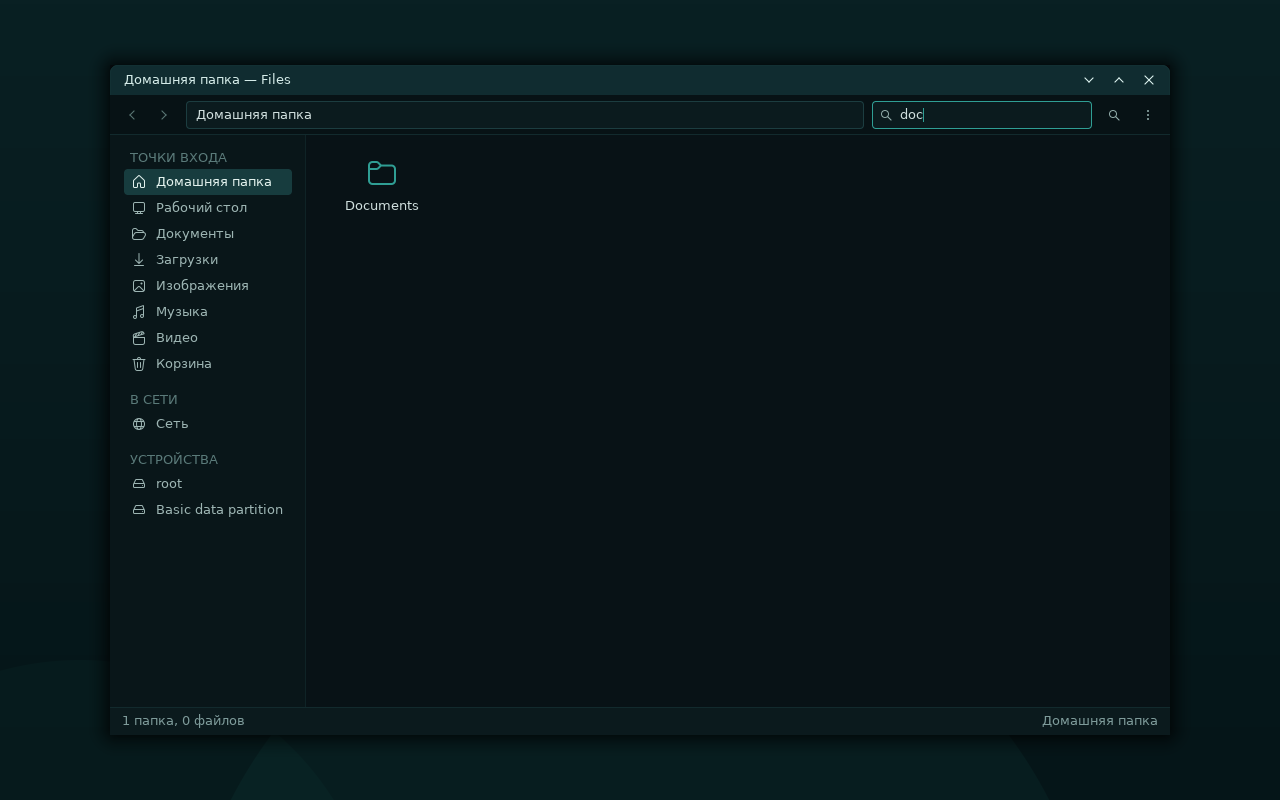 Домашняя папка — Files
Домашняя папка
doc
ТОЧКИ ВХОДА
Домашняя папка
Рабочий стол
Документы
Загрузки
Изображения
Музыка
Видео
Корзина
В СЕТИ
Сеть
УСТРОЙСТВА
root
Basic data partition
Documents
1 папка, 0 файлов
Домашняя папка